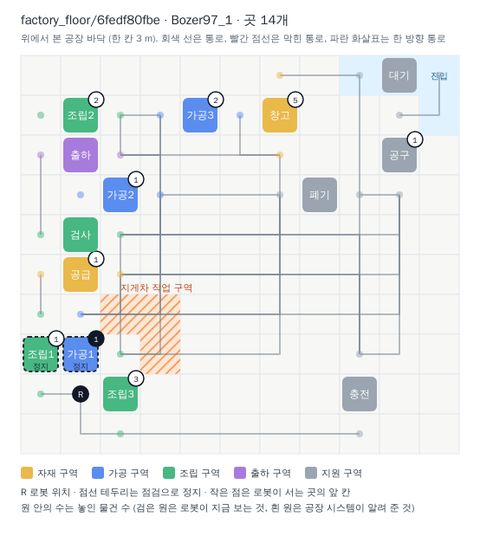 factory_floor/6fedf80fbe · Bozer97_1 · 곳 14개
위에서 본 공장 바닥 (한 칸 3 m). 회색 선은 통로, 빨간 점선은 막힌 통로, 파란 화살표는 한 방향 통로
대기
전립
조립2 2
가공3 2
창고 5
출하
공구 1
가공2 1
폐기
검사
공급 1
지게차 작업 구역
조립1 1
정지
가공1 1
정지
R
조립3 3
충전
자재 구역 가공 구역 조립 구역 출하 구역 지원 구역
R 로봇 위치 · 점선 테두리는 점검으로 정지 · 작은 점은 로봇이 서는 곳의 앞 칸
원 안의 수는 놓인 물건 수 (검은 원은 로봇이 지금 보는 것, 흰 원은 공장 시스템이 알려 준 것)